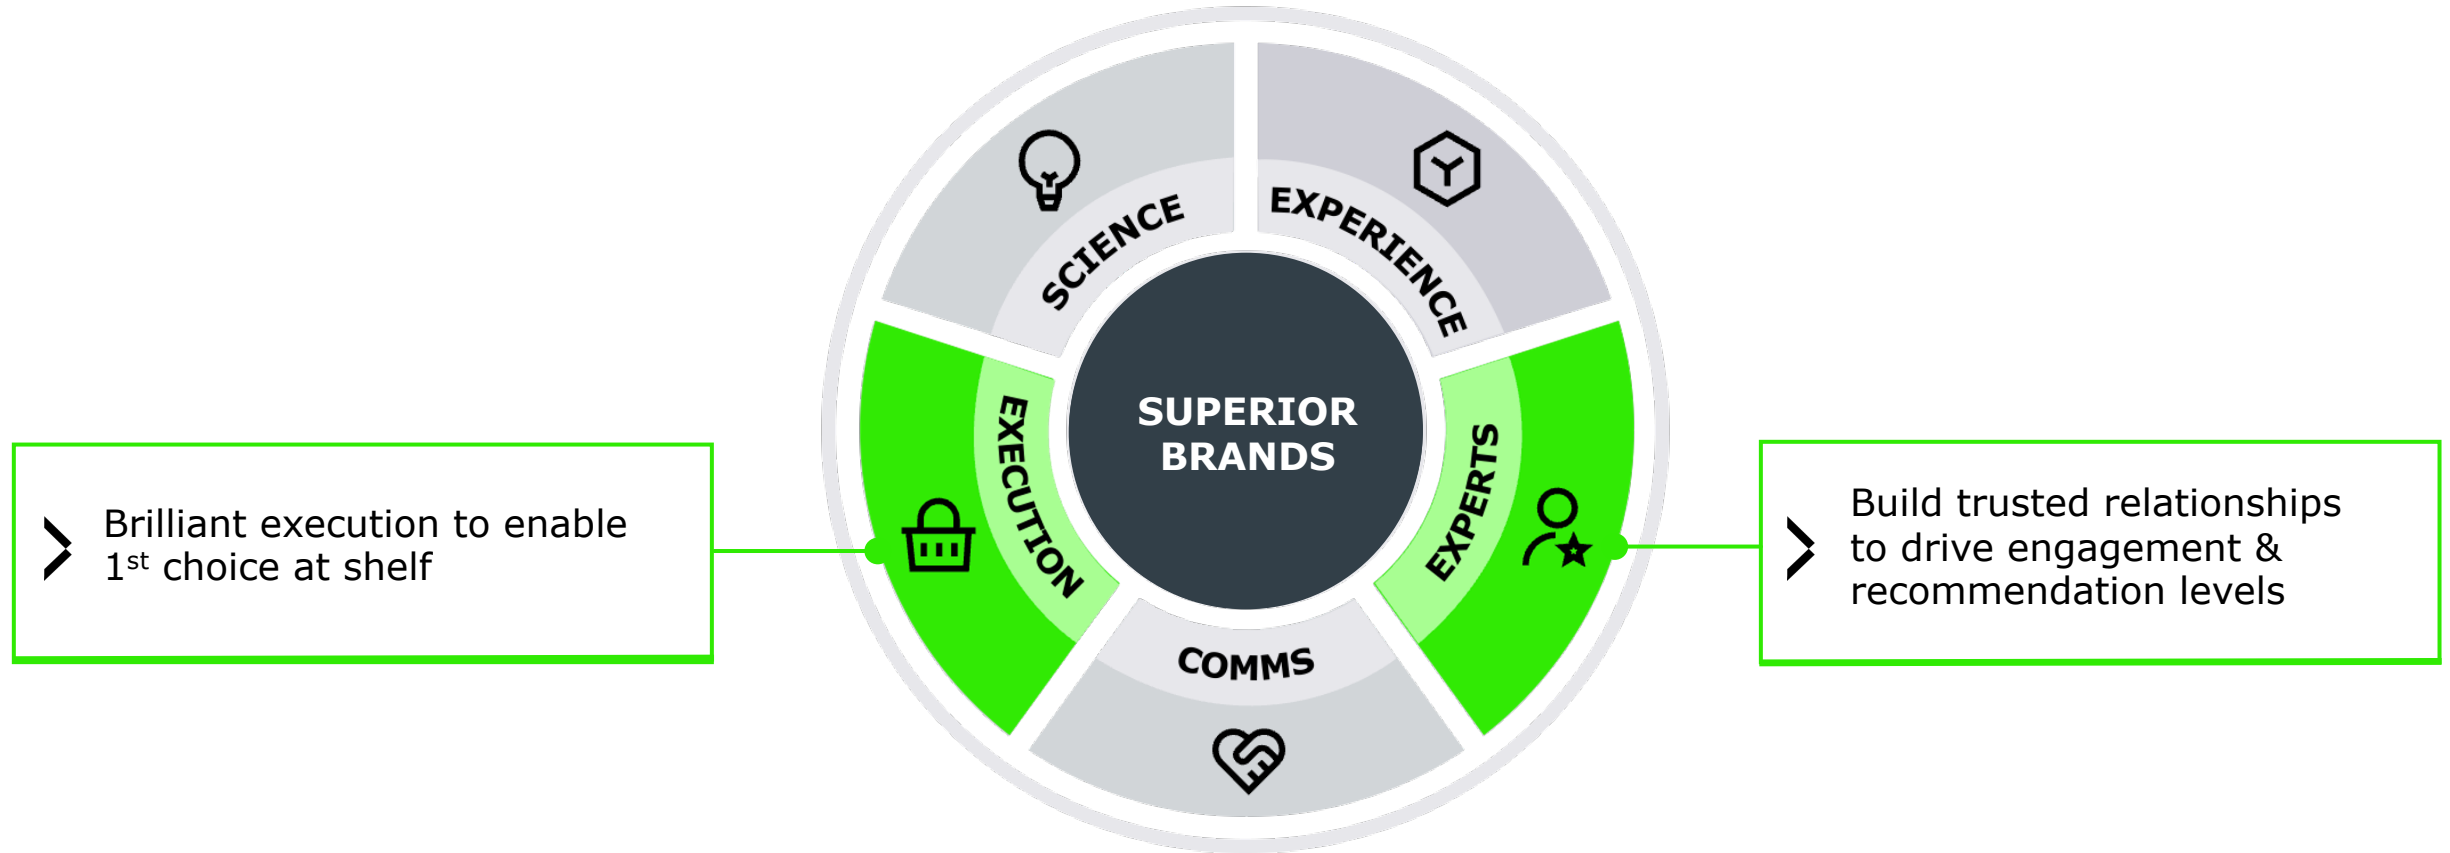 SCIENCE
EXPERIENCE
EXECUTION
SUPERIOR
BRANDS
EXPERTS
COMMS
Brilliant execution to enable
1st choice at shelf
Build trusted relationships
to drive engagement &
recommendation levels